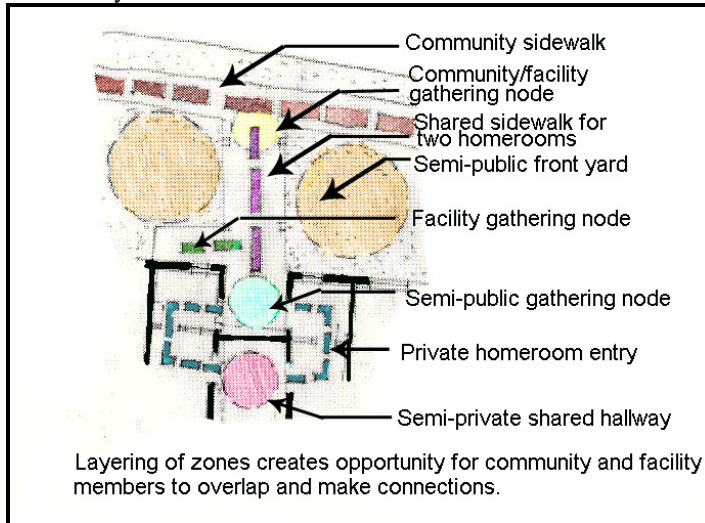 Community sidewalk
Community/facility
gathering node
Shared sidewalk for
two homerooms
Semi-public front yard
Facility gathering node
Semi-public gathering node
Private homeroom entry
Semi-private shared hallway
Layering of zones creates opportunity for community and facility
members to overlap and make connections.